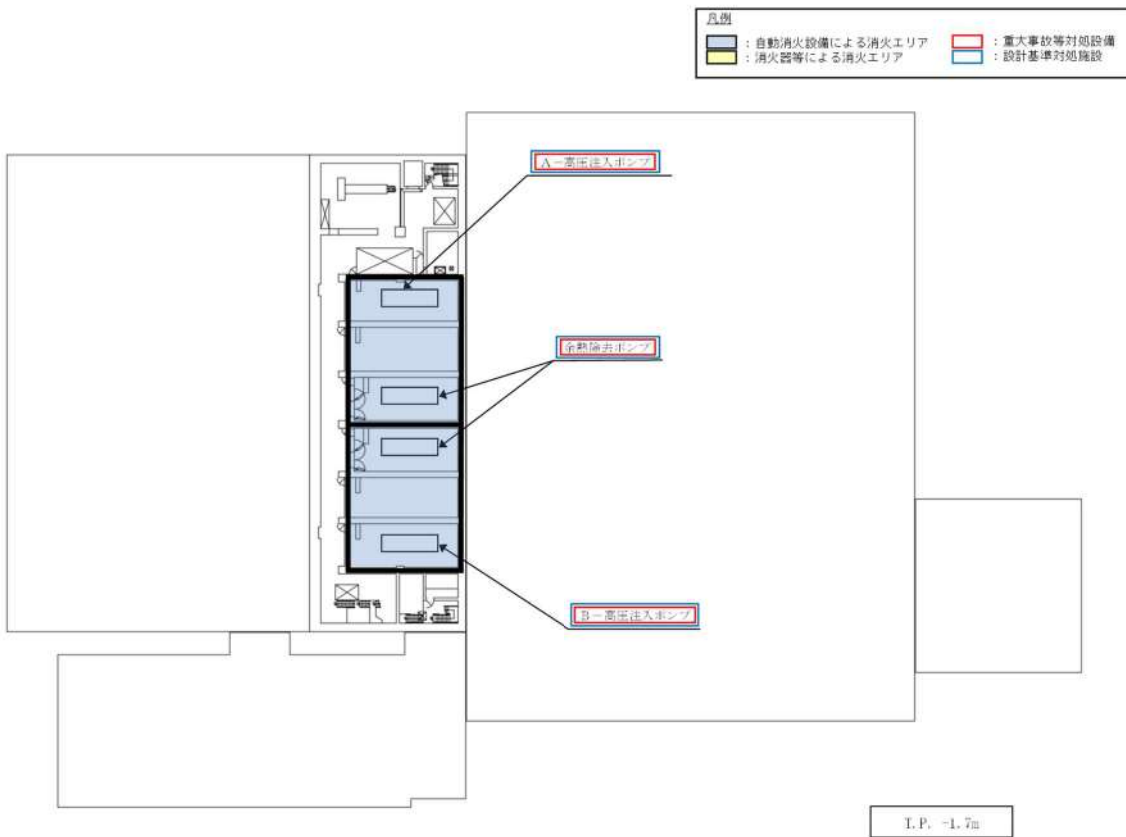 凡例
：自動消火設備による消火エリア
：消火器等による消火エリア
：重大事故等対処設備
：設計基準対処施設
A－高圧注入ポンプ
余熱除去ポンプ
B－高圧注入ポンプ
T.P. -1.7m